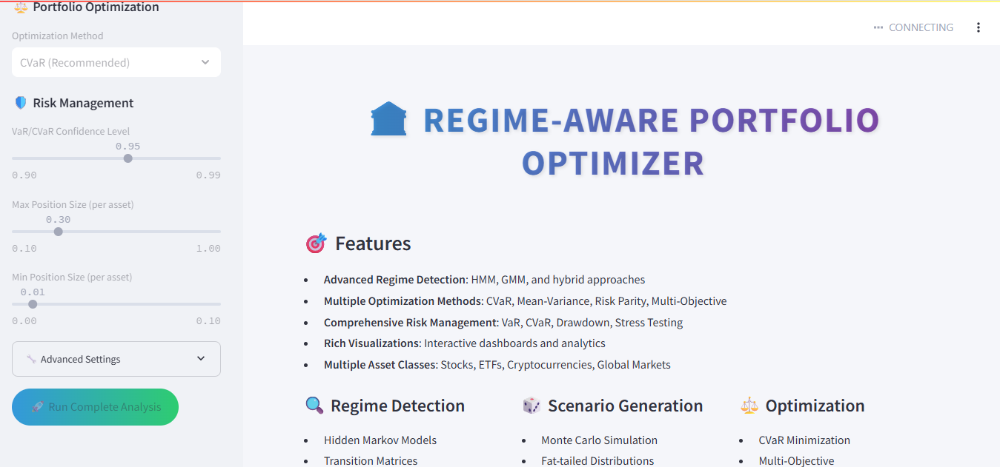 Portfolio Optimization
Optimization Method
CVaR (Recommended)
Risk Management
VaR/CVaR Confidence Level
0.95
0.90 0.99
Max Position Size (per asset)
0.30
0.10 1.00
Min Position Size (per asset)
0.01
0.00 0.10
Advanced Settings
Run Complete Analysis
CONNECTING
REGIME-AWARE PORTFOLIO
OPTIMIZER
Features
• Advanced Regime Detection: HMM, GMM, and hybrid approaches
• Multiple Optimization Methods: CVaR, Mean-Variance, Risk Parity, Multi-Objective
• Comprehensive Risk Management: VaR, CVaR, Drawdown, Stress Testing
• Rich Visualizations: Interactive dashboards and analytics
• Multiple Asset Classes: Stocks, ETFs, Cryptocurrencies, Global Markets
Regime Detection
• Hidden Markov Models
• Transition Matrices
Scenario Generation
• Monte Carlo Simulation
• Fat-tailed Distributions
Optimization
• CVaR Minimization
• Multi-Objective